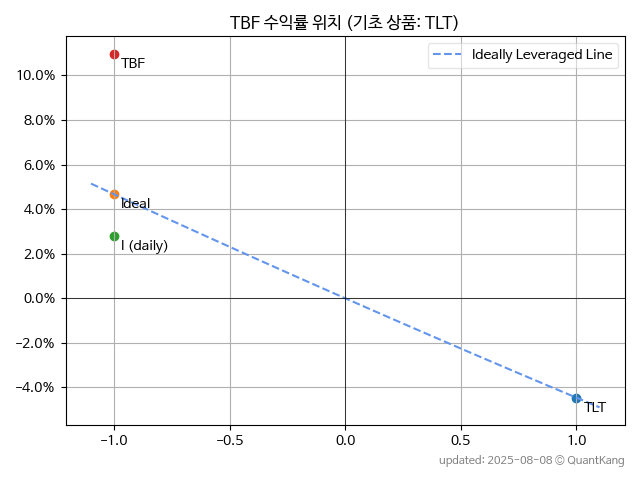 TBF 수익률 위치 (기초 상품: TLT)
Ideally Leveraged Line
10.0%
8.0%
6.0%
4.0%
2.0%
0.0%
−2.0%
−4.0%
TBF
Ideal
I (daily)
TLT
−1.0 −0.5 0.0 0.5 1.0
updated: 2025-08-08 © QuantKang